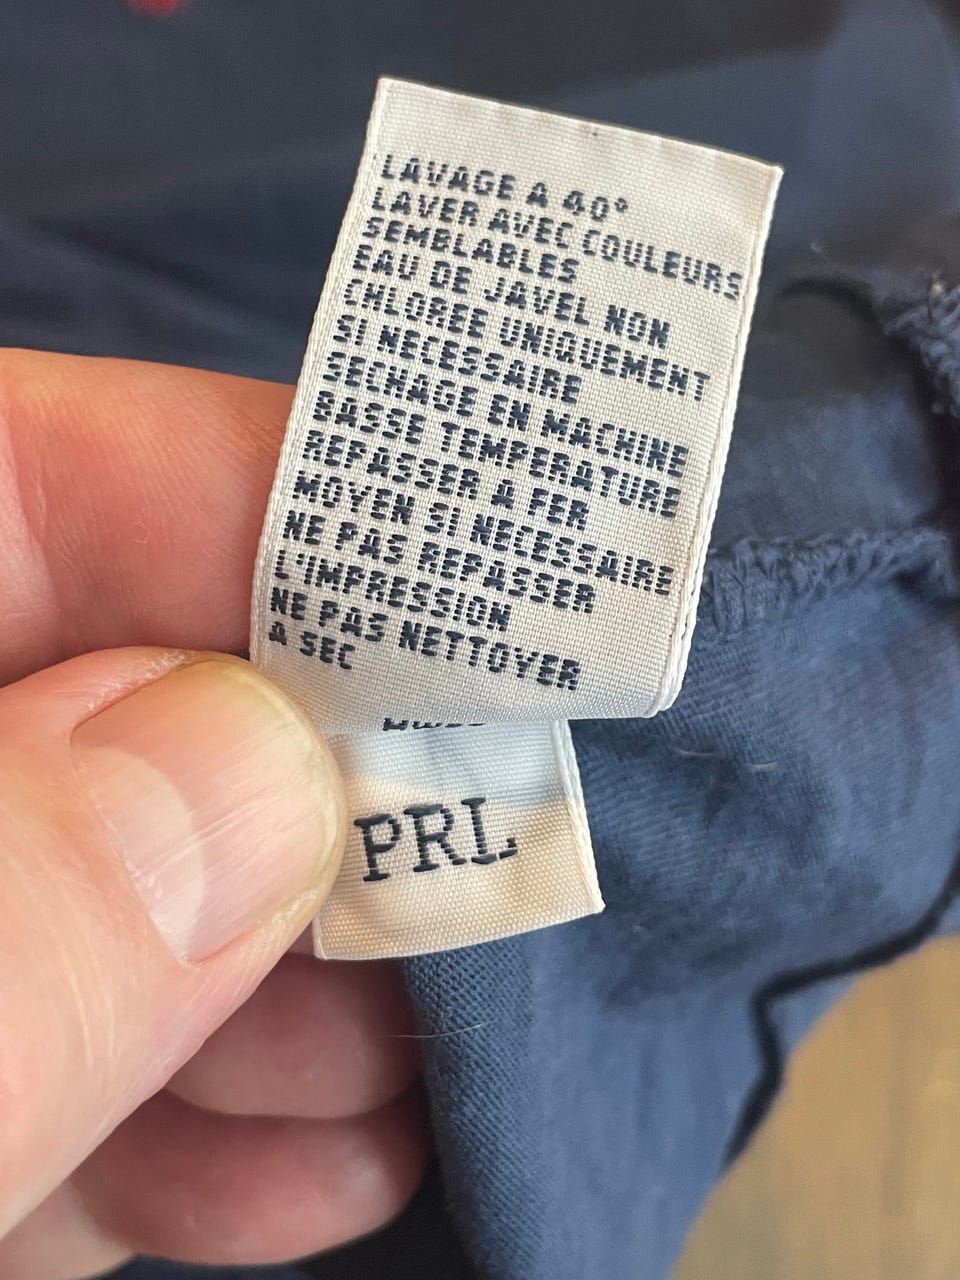 LAVAGE A 40°
LAVER AVEC COULEURS
SEMBLABLES
EAU DE JAVEL NON
CHLOREE UNIQUEMENT
SI NECESSAIRE
SECHAGE EN MACHINE
BASSE TEMPERATURE
REPASSER A FER
MOYEN SI NECESSAIRE
NE PAS REPASSER
L'IMPRESSION
NE PAS NETTOYER
A SEC
PRL